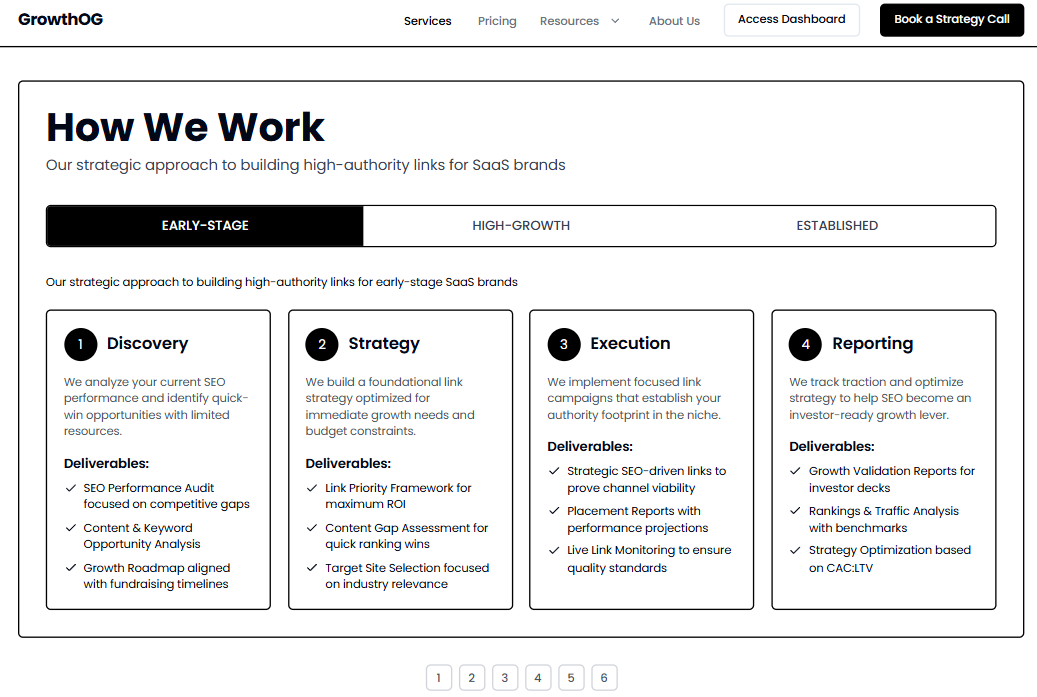 GrowthOG
Services
Pricing
Resources
About Us
Access Dashboard
Book a Strategy Call
How We Work
Our strategic approach to building high-authority links for SaaS brands
EARLY-STAGE
HIGH-GROWTH
ESTABLISHED
Our strategic approach to building high-authority links for early-stage SaaS brands
1 Discovery
We analyze your current SEO
performance and identify quick-
win opportunities with limited
resources.
Deliverables:
SEO Performance Audit
focused on competitive gaps
Content & Keyword
Opportunity Analysis
Growth Roadmap aligned
with fundraising timelines
2 Strategy
We build a foundational link
strategy optimized for
immediate growth needs and
budget constraints.
Deliverables:
Link Priority Framework for
maximum ROI
Content Gap Assessment for
quick ranking wins
Target Site Selection focused
on industry relevance
3 Execution
We implement focused link
campaigns that establish your
authority footprint in the niche.
Deliverables:
Strategic SEO-driven links to
prove channel viability
Placement Reports with
performance projections
Live Link Monitoring to ensure
quality standards
4 Reporting
We track traction and optimize
strategy to help SEO become an
investor-ready growth lever.
Deliverables:
Growth Validation Reports for
investor decks
Rankings & Traffic Analysis
with benchmarks
Strategy Optimization based
on CAC:LTV
1 2 3 4 5 6